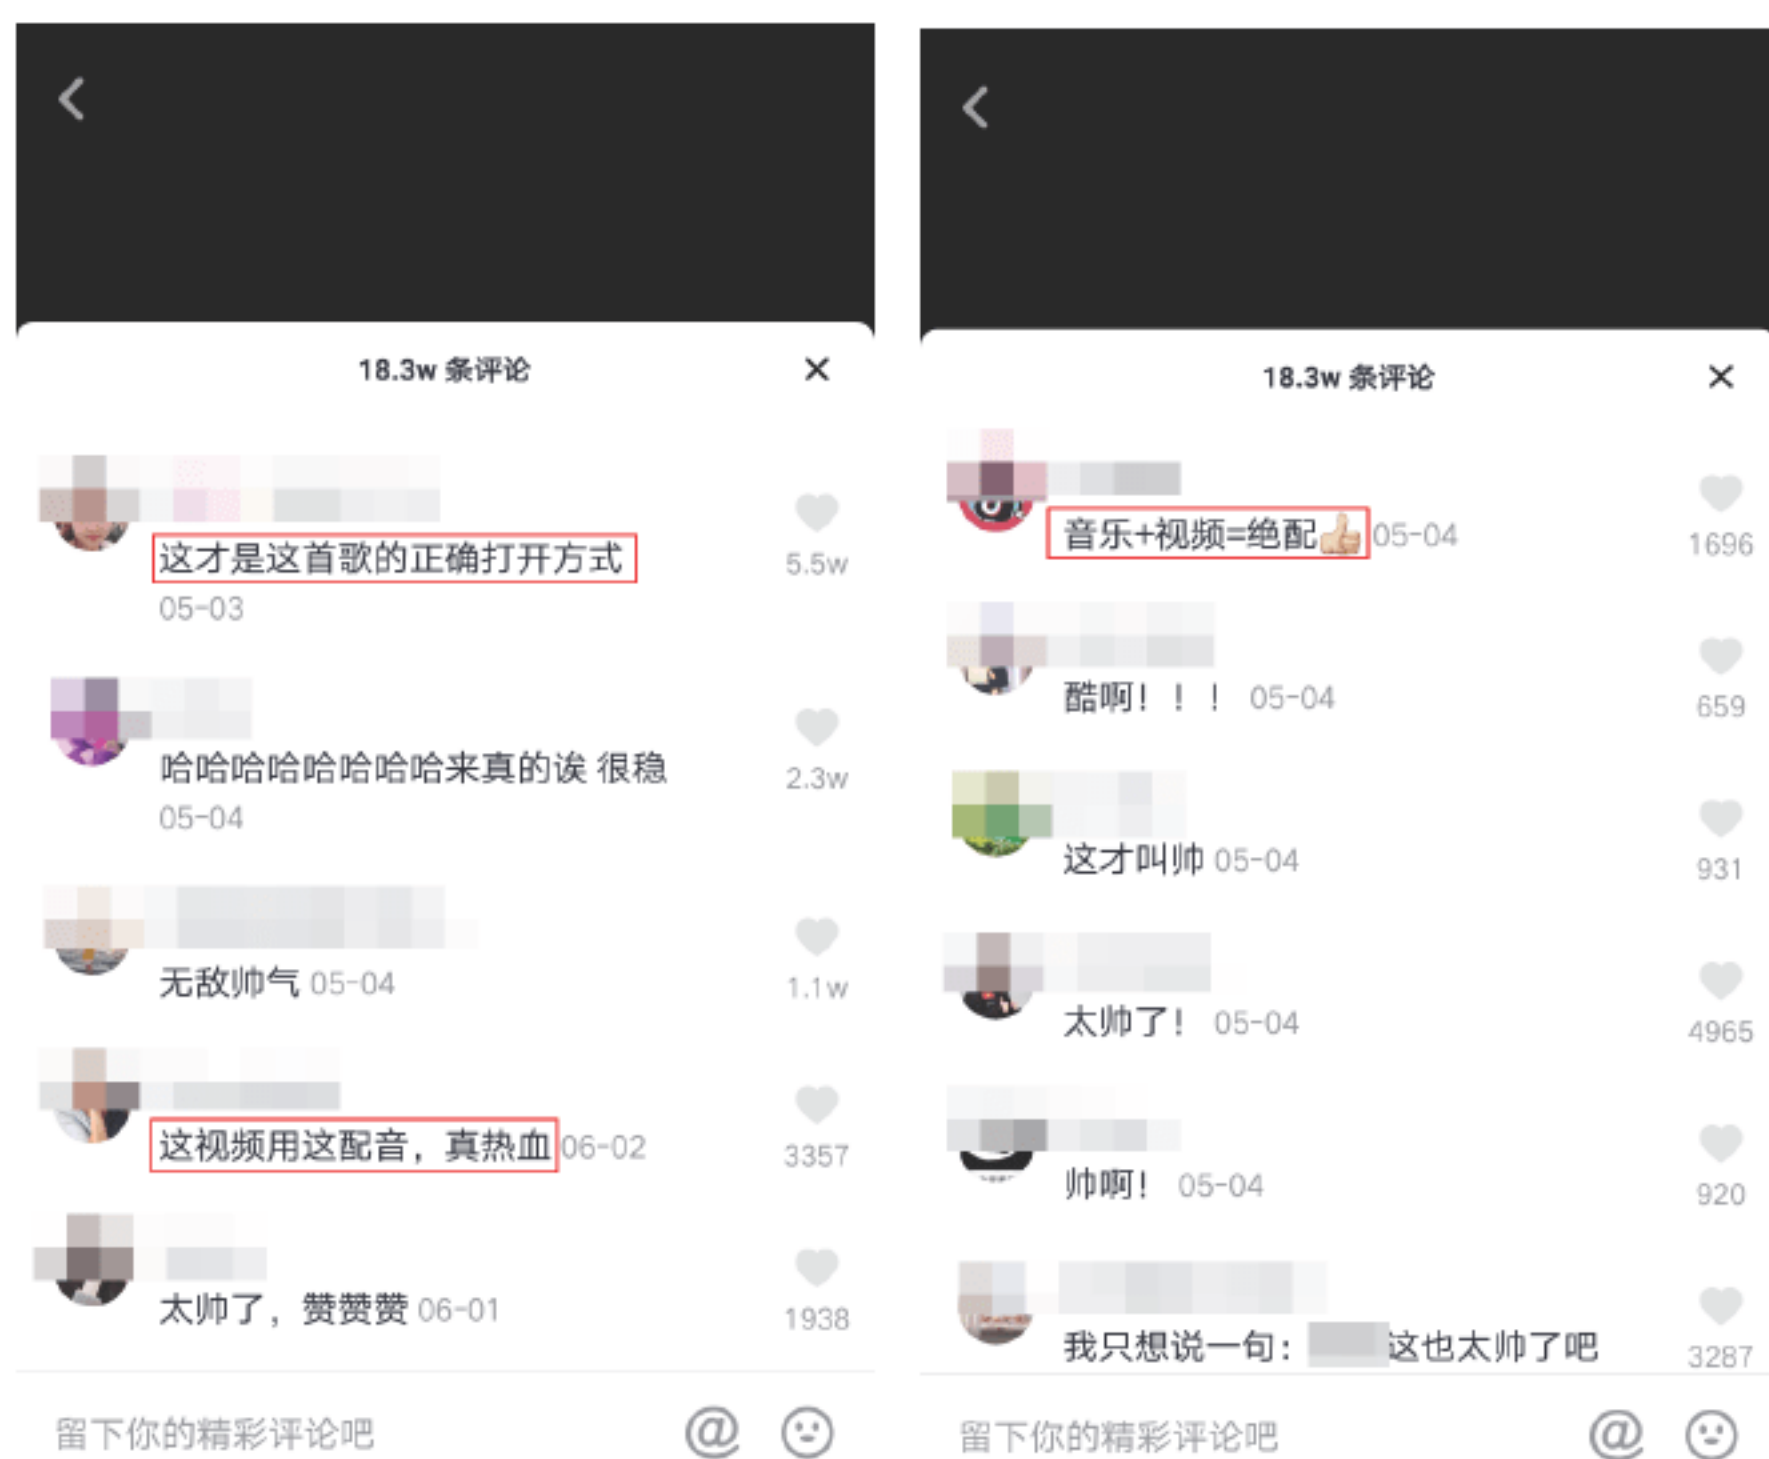 18.3w 条评论
这才是这首歌的正确打开方式
05-03
5.5w
哈哈哈哈哈哈哈哈来真的诶 很稳
05-04
2.3w
无敌帅气 05-04
1.1w
这视频用这配音，真热血 06-02
3357
太帅了，赞赞赞 06-01
1938
留下你的精彩评论吧
@
18.3w 条评论
音乐+视频=绝配👍🏻 05-04
1696
酷啊！！！ 05-04
659
这才叫帅 05-04
931
太帅了！ 05-04
4965
帅啊！ 05-04
920
我只想说一句： 这也太帅了吧
3287
留下你的精彩评论吧
@